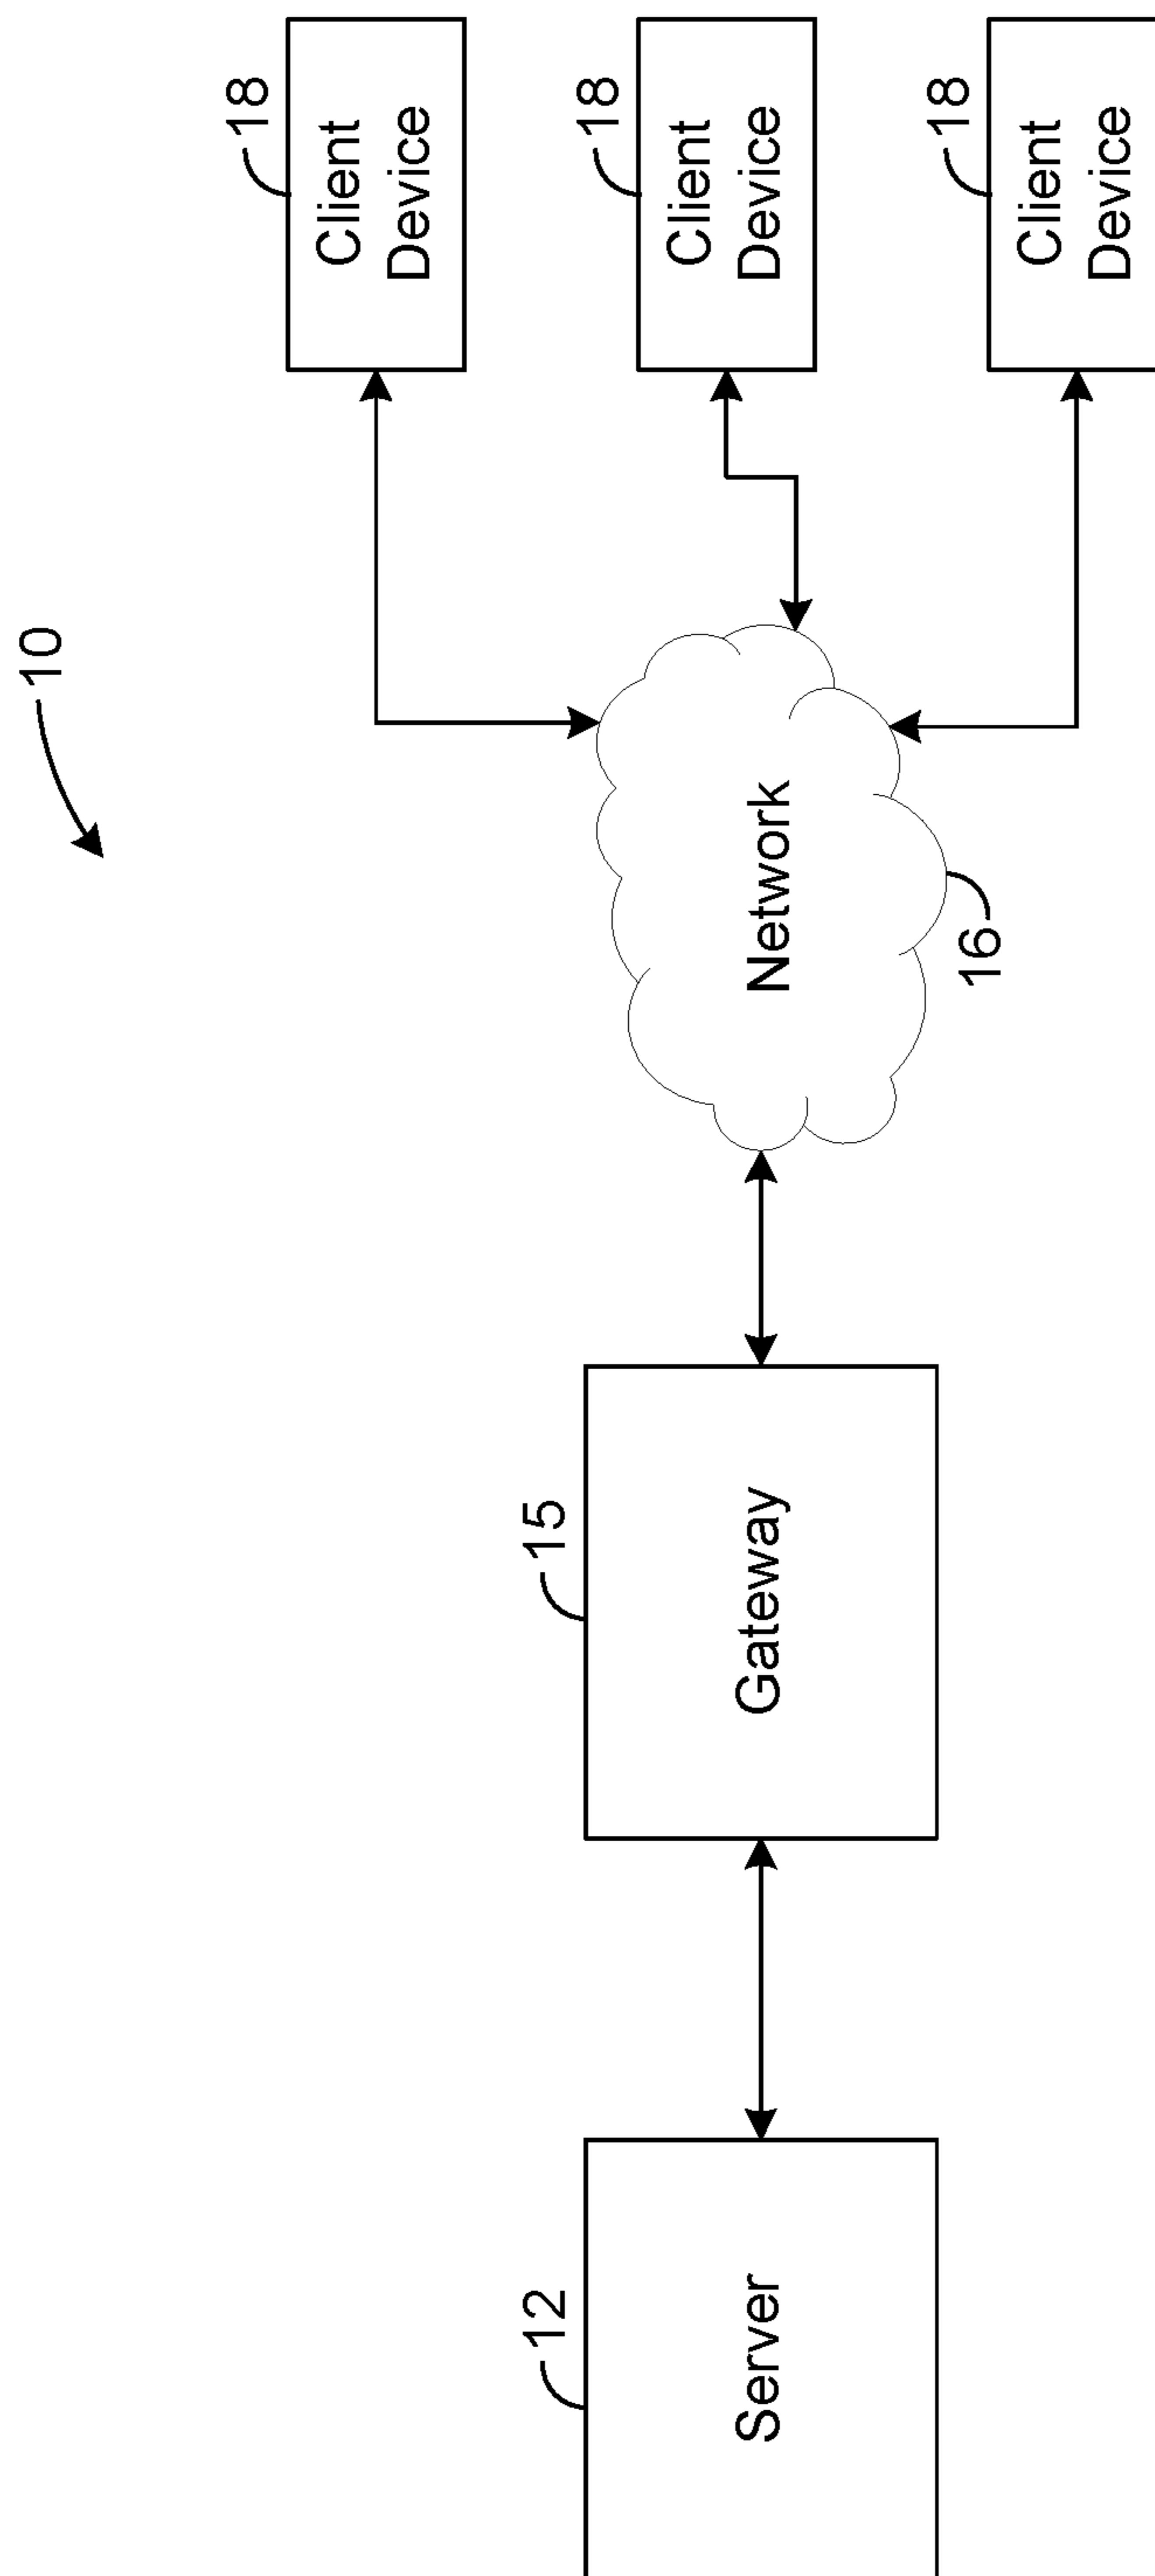 10
18
Client
Device
18
Client
Device
18
Client
Device
Network
16
15
Gateway
12
Server